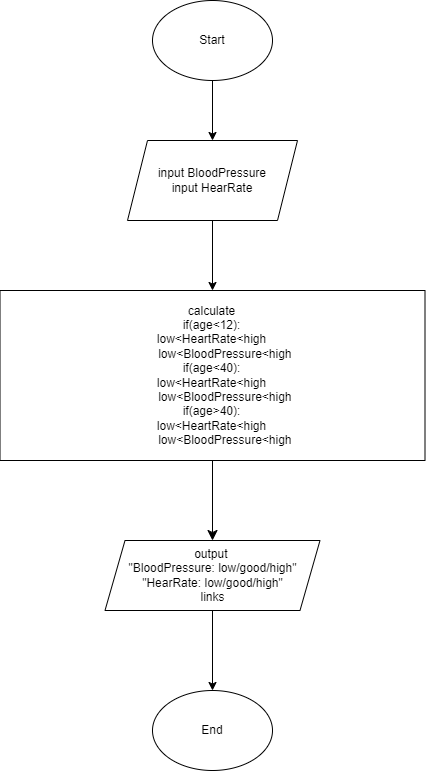 Start
input BloodPressure
input HearRate
calculate
if(age<12):
low<HeartRate<high
low<BloodPressure<high
if(age<40):
low<HeartRate<high
low<BloodPressure<high
if(age>40):
low<HeartRate<high
low<BloodPressure<high
output
"BloodPressure: low/good/high"
"HearRate: low/good/high"
links
End